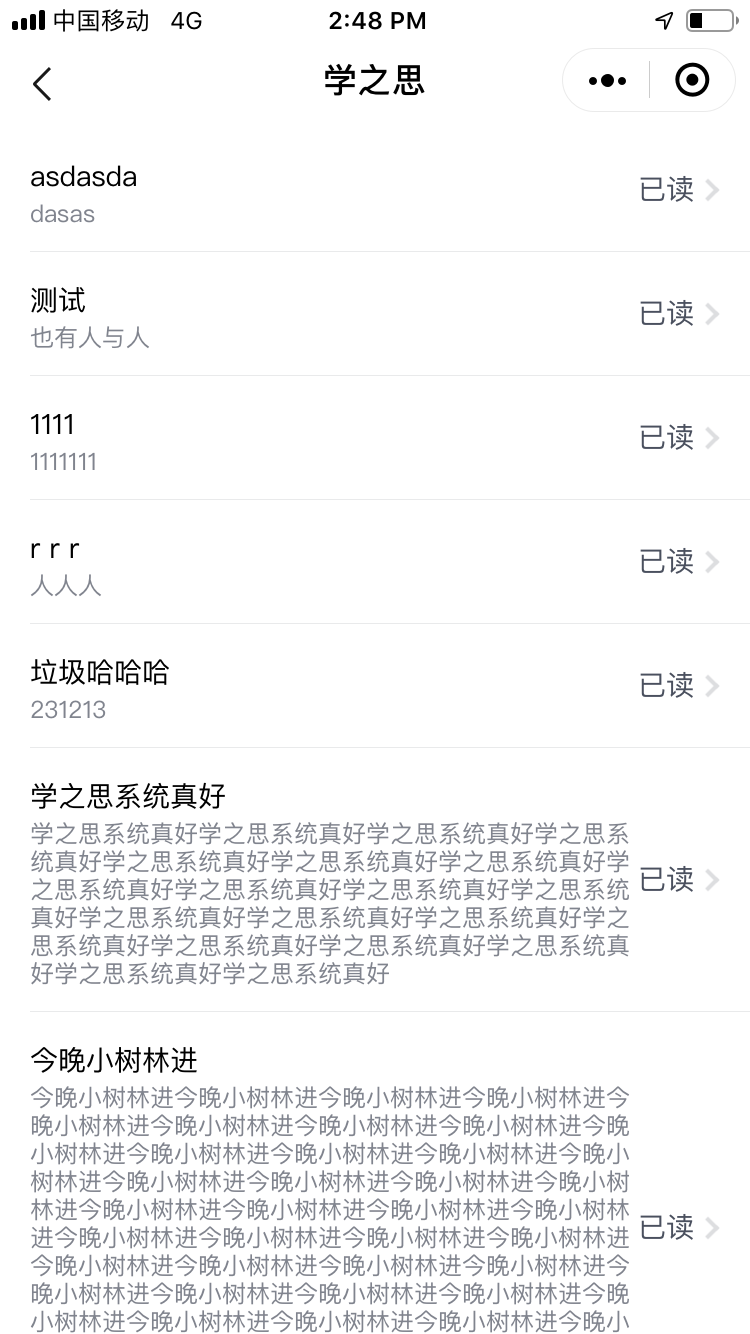 中国移动 4G 2:48 PM
学之思
asdasda
已读
dasas
测试
已读
也有人与人
1111
已读
1111111
r r r
已读
人人人
垃圾哈哈哈
已读
231213
学之思系统真好
学之思系统真好学之思系统真好学之思系统真好学之思系
统真好学之思系统真好学之思系统真好学之思系统真好学
之思系统真好学之思系统真好学之思系统真好学之思系统
真好学之思系统真好学之思系统真好学之思系统真好学之
思系统真好学之思系统真好学之思系统真好学之思系统真
好学之思系统真好学之思系统真好
已读
今晚小树林进
今晚小树林进今晚小树林进今晚小树林进今晚小树林进今
晚小树林进今晚小树林进今晚小树林进今晚小树林进今晚
小树林进今晚小树林进今晚小树林进今晚小树林进今晚小
树林进今晚小树林进今晚小树林进今晚小树林进今晚小树
林进今晚小树林进今晚小树林进今晚小树林进今晚小树林
进今晚小树林进今晚小树林进今晚小树林进今晚小树林进
今晚小树林进今晚小树林进今晚小树林进今晚小树林进今
晚小树林进今晚小树林进今晚小树林进今晚小树林进今晚
小树林进今晚小树林进今晚小树林进今晚小树林进今晚小
已读